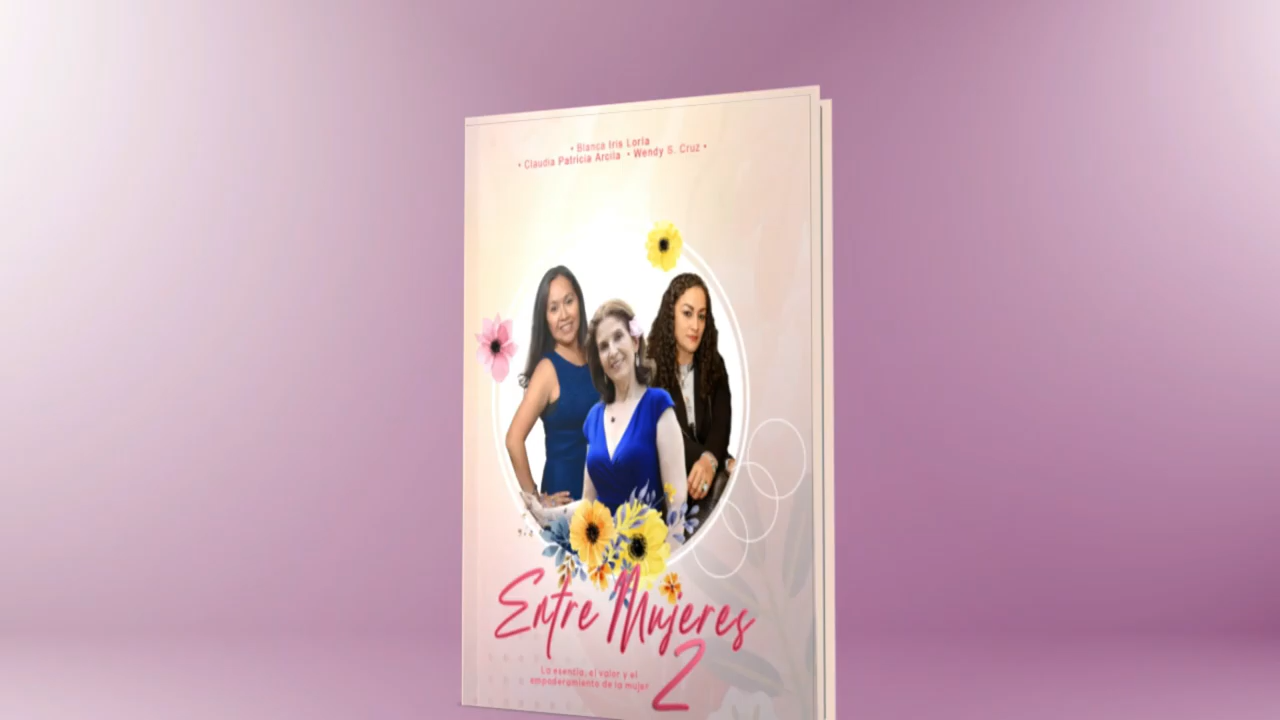 • Blanca Iris Loría
• Claudia Patricia Arcila • Wendy S. Cruz •
Entre Mujeres
2
La esencia, el valor y el
empoderamiento de la mujer